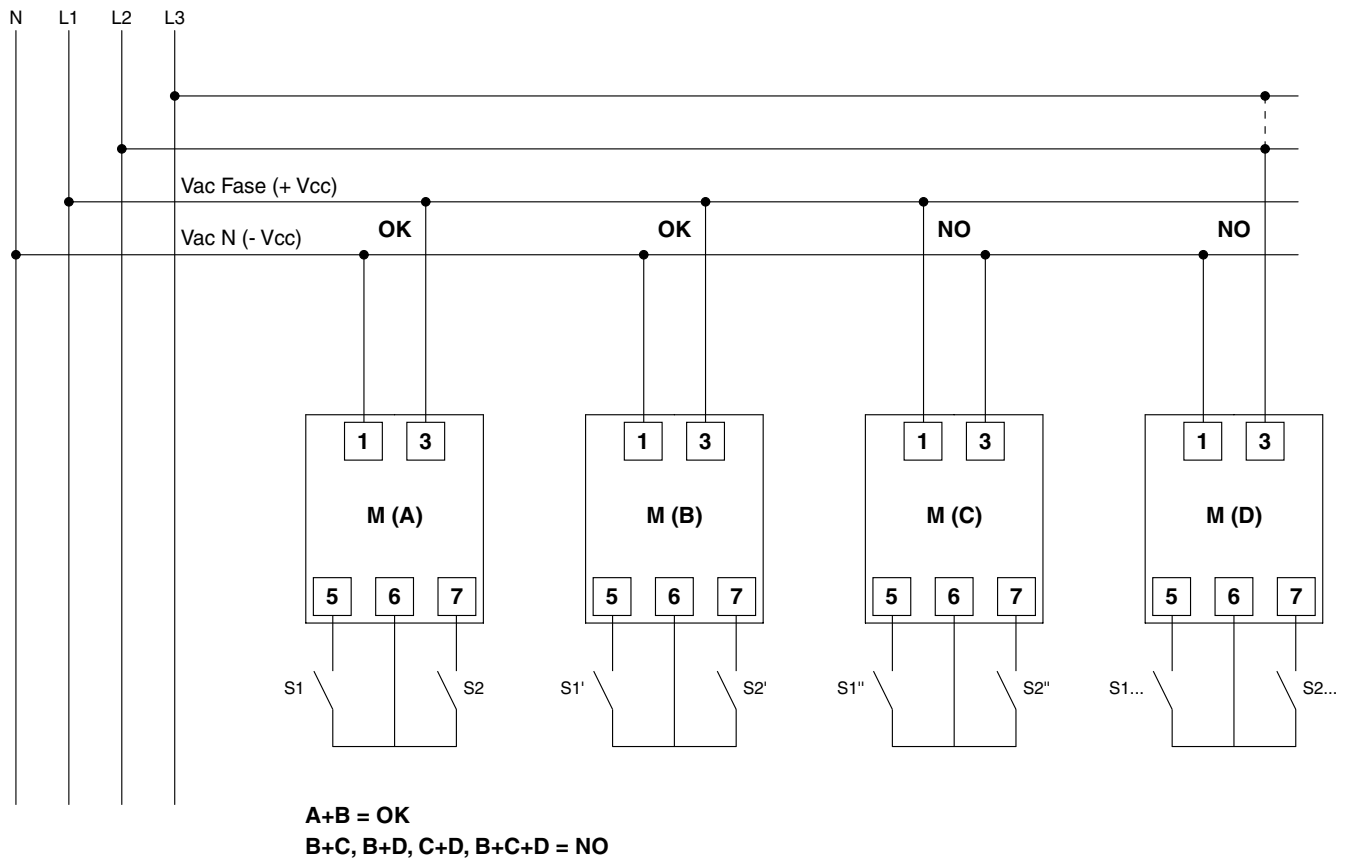 N L1 L2 L3
Vac Fase (+ Vcc)
OK OK NO NO
Vac N (- Vcc)
1 3 1 3 1 3 1 3
M (A) M (B) M (C) M (D)
5 6 7 5 6 7 5 6 7 5 6 7
S1 S2 S1' S2' S1" S2" S1... S2...
A+B = OK
B+C, B+D, C+D, B+C+D = NO